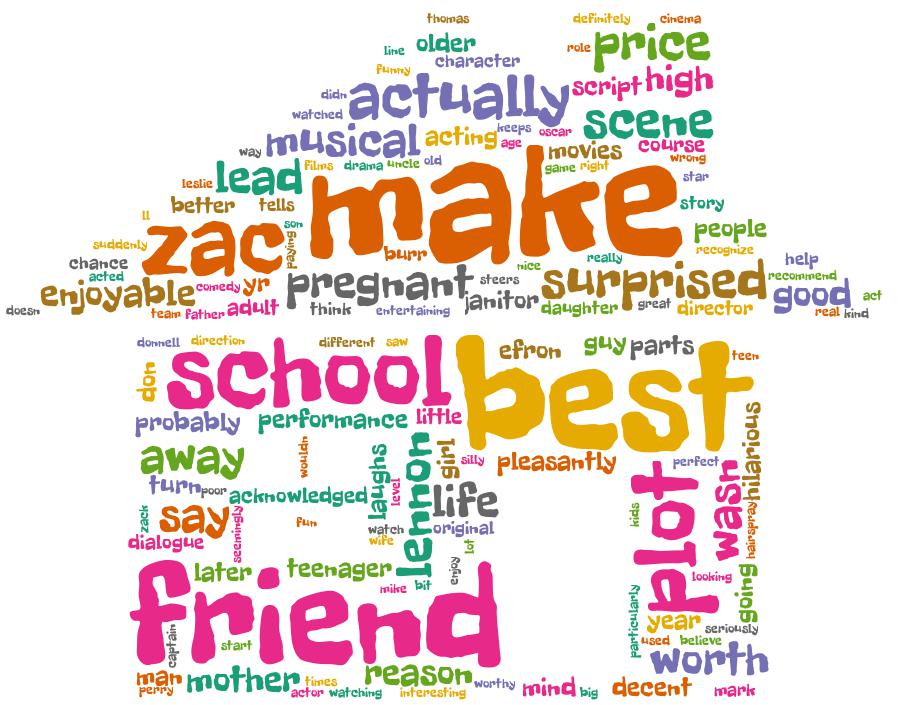 thomas definitely cinema
line older role price
funny character
didn actually script high
watched keeps scene
way musical acting age oscar movies course
wrong
leslie lead films drama uncle old make game right star
better tells story
ll zac son people
suddenly paying burr recognize
chance nice really help
acted comedy yr pregnant steers surprised recommend
doesn enjoyable janitor good act
team father adult think entertaining daughter great director real kind
donnell direction different saw efron guy parts
don school best teen
probably performance little
away wouldn laughs lennon girl silly pleasantly perfect hilarious
turn poor acknowledged level life plot wash
zack say seemingly fun watch original kids hairspray
dialogue wife lot
later teenager enjoy looking going
friend mike bit particularly
captain start year seriously
used believe
man mother times reason worthy worth
perry actor watching interesting mind big decent mark